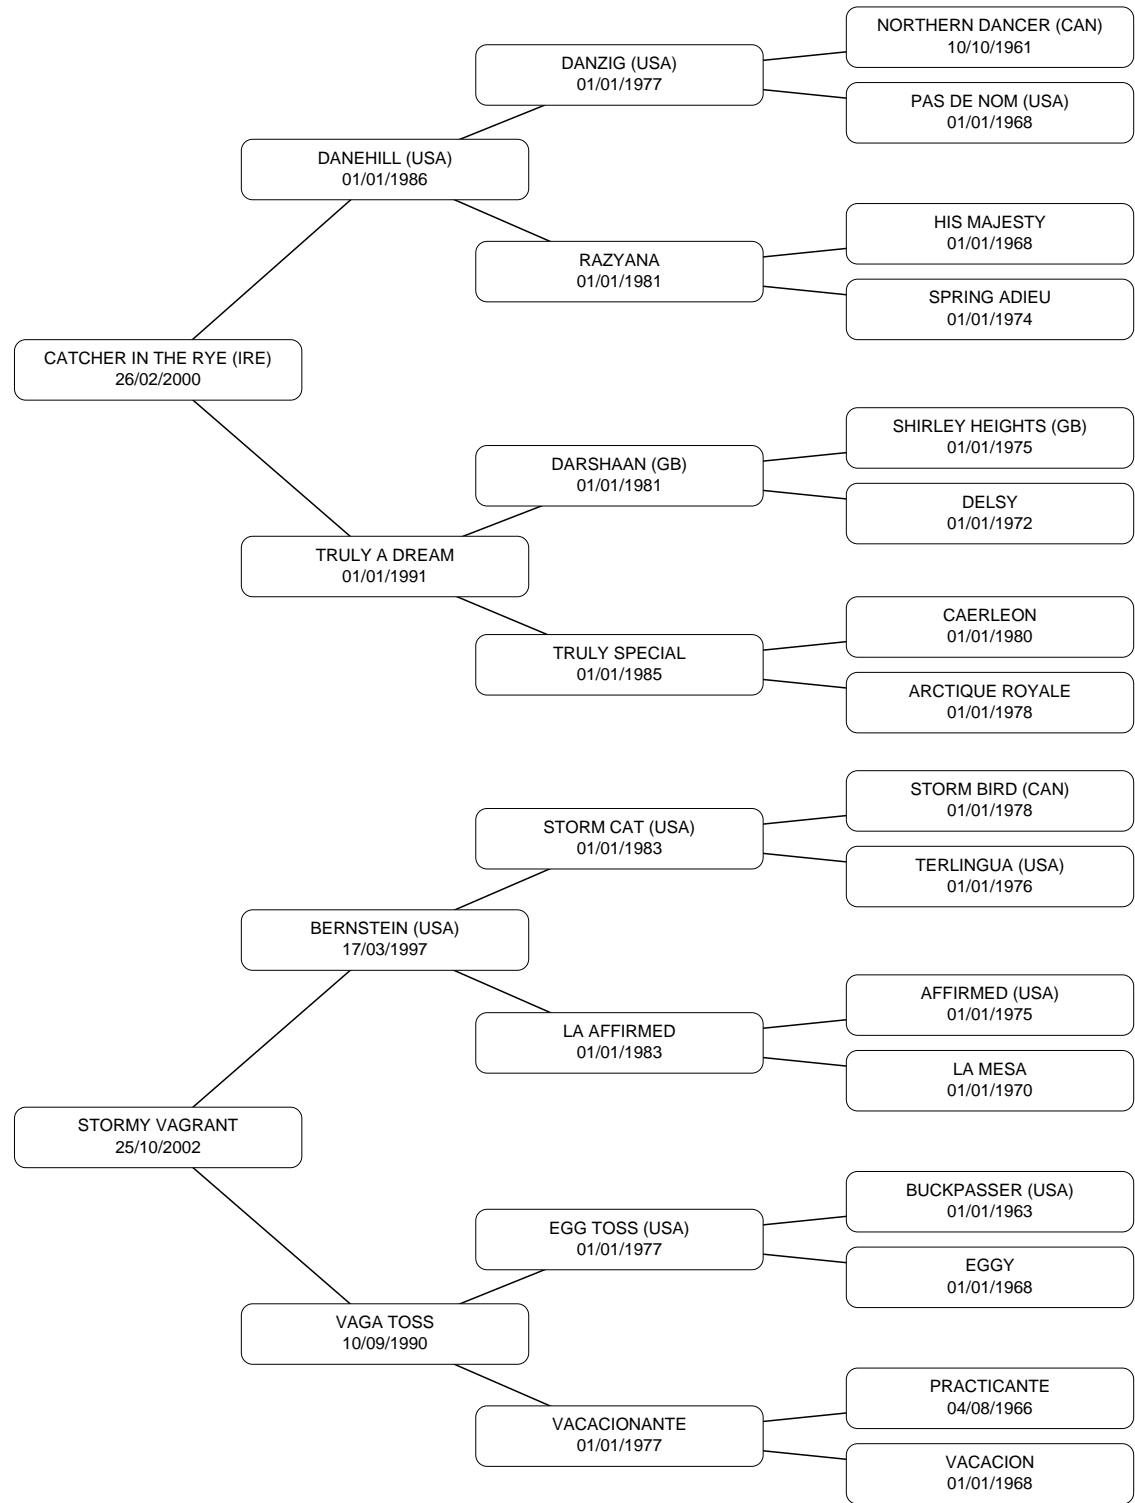 NORTHERN DANCER (CAN)
10/10/1961
DANZIG (USA)
01/01/1977
PAS DE NOM (USA)
01/01/1968
DANEHILL (USA)
01/01/1986
HIS MAJESTY
01/01/1968
RAZYANA
01/01/1981
SPRING ADIEU
01/01/1974
CATCHER IN THE RYE (IRE)
26/02/2000
SHIRLEY HEIGHTS (GB)
01/01/1975
DARSHAAN (GB)
01/01/1981
DELSY
01/01/1972
TRULY A DREAM
01/01/1991
CAERLEON
01/01/1980
TRULY SPECIAL
01/01/1985
ARCTIQUE ROYALE
01/01/1978
STORM BIRD (CAN)
01/01/1978
STORM CAT (USA)
01/01/1983
TERLINGUA (USA)
01/01/1976
BERNSTEIN (USA)
17/03/1997
AFFIRMED (USA)
01/01/1975
LA AFFIRMED
01/01/1983
LA MESA
01/01/1970
STORMY VAGRANT
25/10/2002
BUCKPASSER (USA)
01/01/1963
EGG TOSS (USA)
01/01/1977
EGGY
01/01/1968
VAGA TOSS
10/09/1990
PRACTICANTE
04/08/1966
VACACIONANTE
01/01/1977
VACACION
01/01/1968